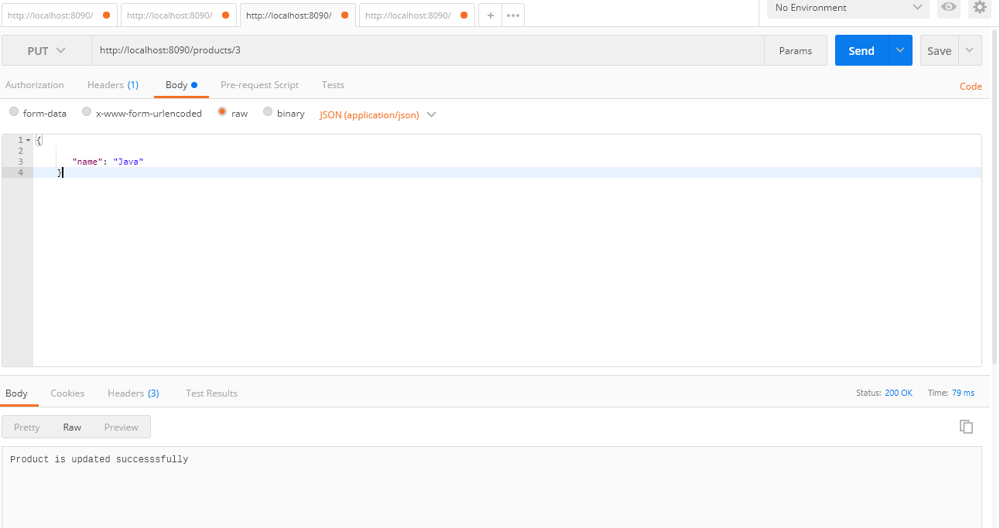 http://localhost:8090/ http://localhost:8090/ http://localhost:8090/ http://localhost:8090/ + ••• No Environment
PUT http://localhost:8090/products/3 Params Send Save
Authorization Headers (1) Body Pre-request Script Tests Code
form-data x-www-form-urlencoded raw binary JSON (application/json)
1 {
2
3 "name": "Java"
4 }
Body Cookies Headers (3) Test Results Status: 200 OK Time: 79 ms
Pretty Raw Preview
Product is updated successsfully